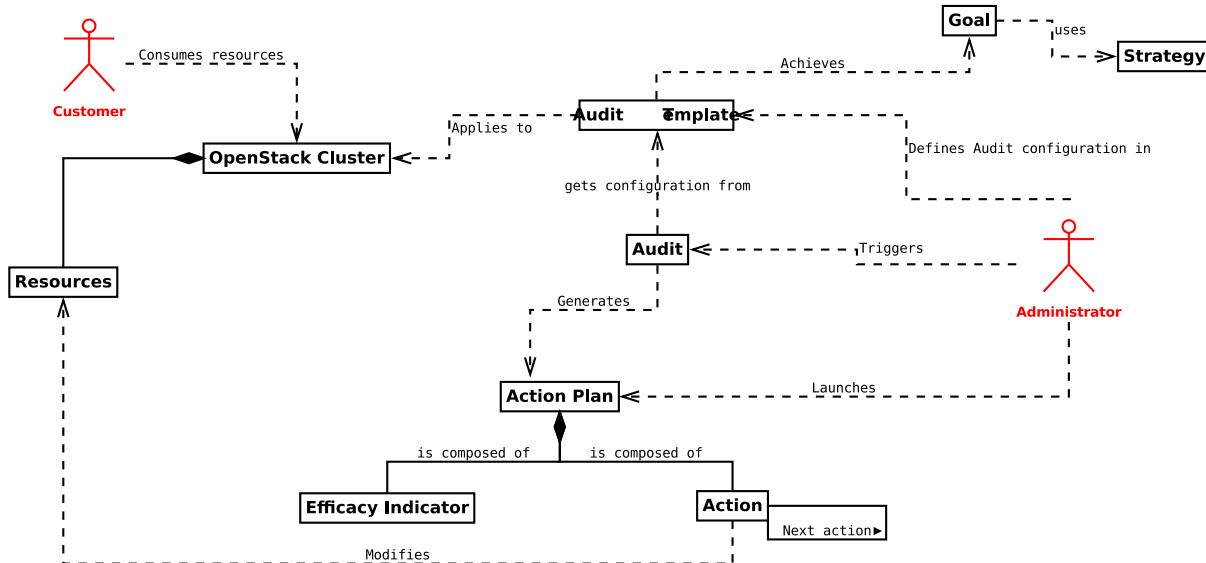 Goal
uses
Strategy
Consumes resources
Achieves
Customer
Audit Template
Applies to
OpenStack Cluster
Defines Audit configuration in
gets configuration from
Audit
Triggers
Resources
Generates
Administrator
Action Plan
Launches
is composed of
is composed of
Efficacy Indicator
Action
Next action
Modifies